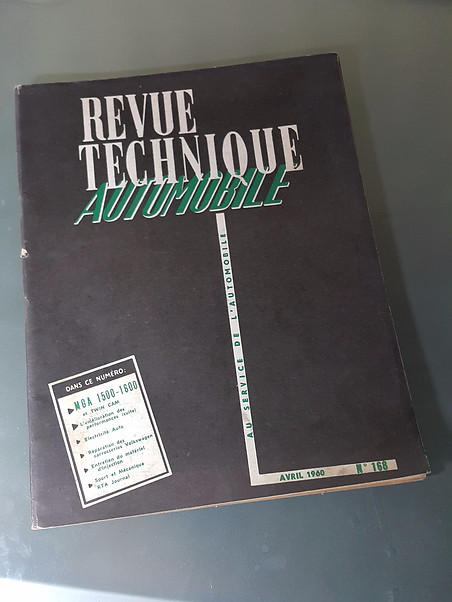 REVUE
TECHNIQUE
AUTOMOBILE
AU SERVICE DE L'AUTOMOBILE
DANS CE NUMÉRO:
MGA 1500-1600
et TWIN CAM
L'amélioration des
performances (suite)
Electricité Auto
Réparation des
carrosseries Volkswagen
Entretien du matériel
d'injection
Sport et Mécanique
RTA Journal
AVRIL 1960 N° 168